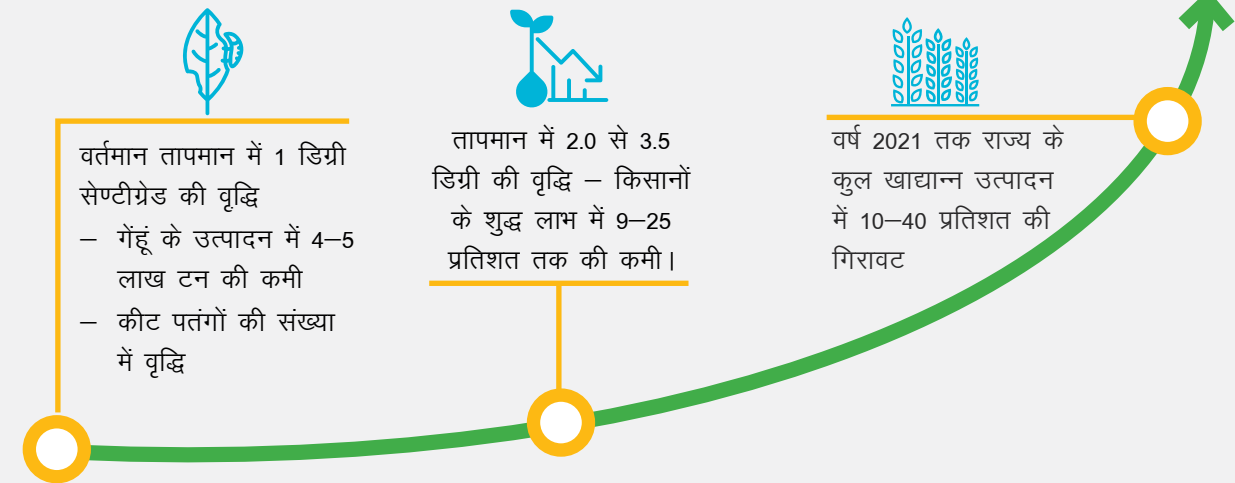 वर्तमान तापमान में 1 डिग्री
सेण्टीग्रेड की वृद्धि
– गेंहूं के उत्पादन में 4–5
लाख टन की कमी
– कीट पतंगों की संख्या
में वृद्धि
तापमान में 2.0 से 3.5
डिग्री की वृद्धि – किसानों
के शुद्ध लाभ में 9–25
प्रतिशत तक की कमी।
वर्ष 2021 तक राज्य के
कुल खाद्यान्न उत्पादन
में 10–40 प्रतिशत की
गिरावट